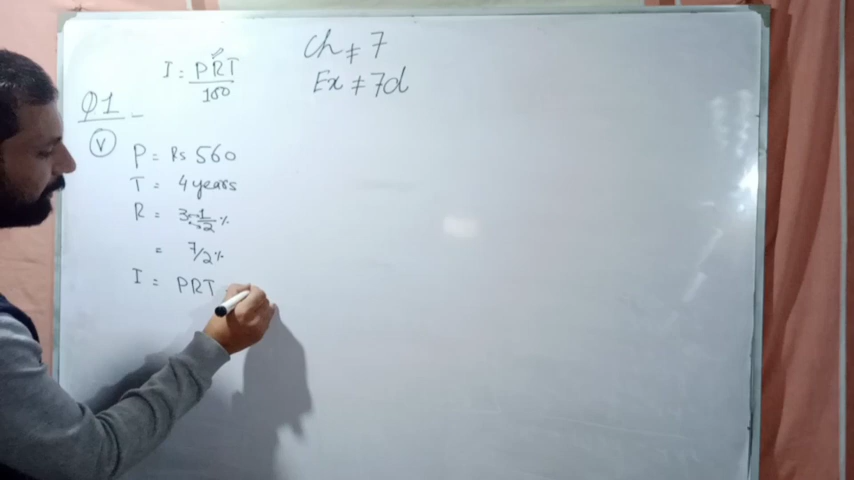 I = PRT
100
Ch # 7
Ex # 7d
Q1 -
v
P = Rs 560
T = 4 years
R = 3 1/2 %
= 7/2 %
I = PRT